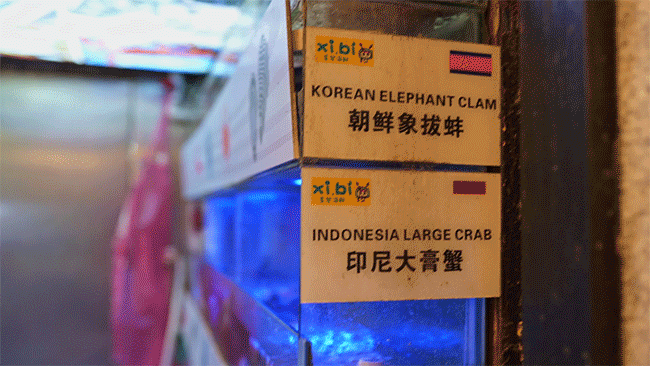 xi.bi
KOREAN ELEPHANT CLAM
朝鲜象拔蚌
xi.bi
INDONESIA LARGE CRAB
印尼大膏蟹